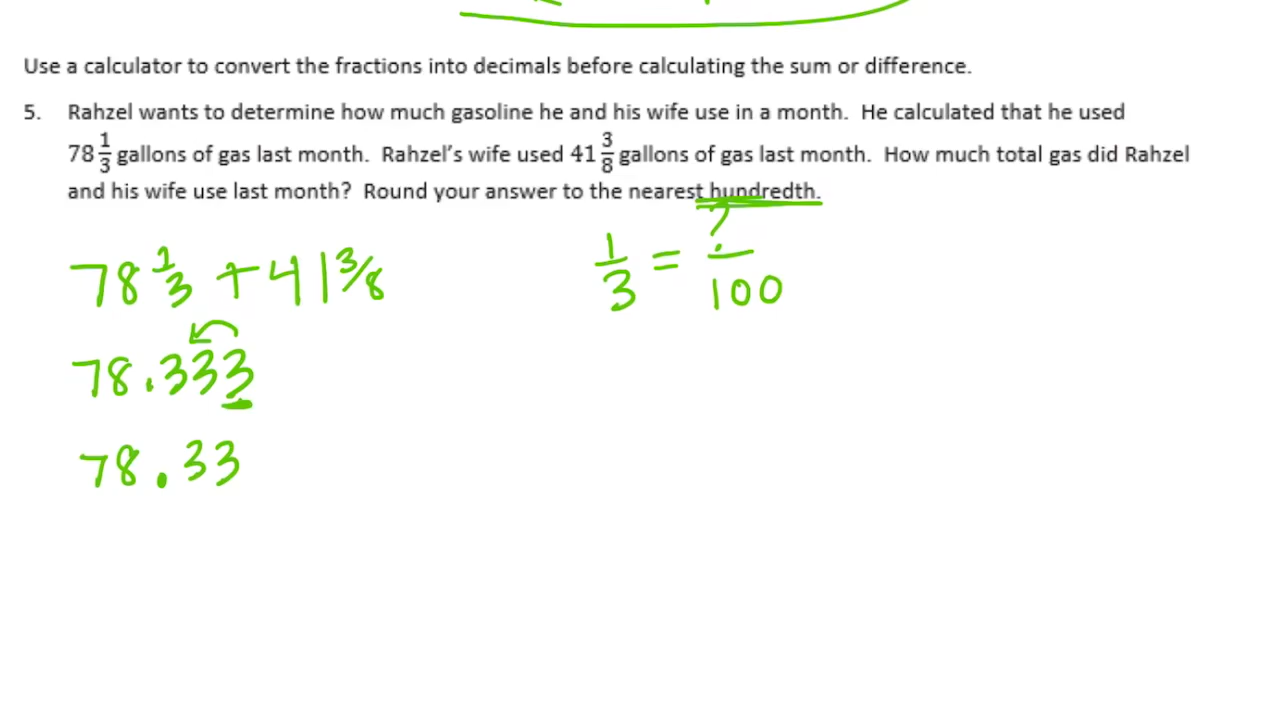 Use a calculator to convert the fractions into decimals before calculating the sum or difference.
5. Rahzel wants to determine how much gasoline he and his wife use in a month. He calculated that he used
78 1/3 gallons of gas last month. Rahzel's wife used 41 3/8 gallons of gas last month. How much total gas did Rahzel
and his wife use last month? Round your answer to the nearest hundredth.
78 1/3 + 41 3/8
1/3 = ?/100
78.333
78.33